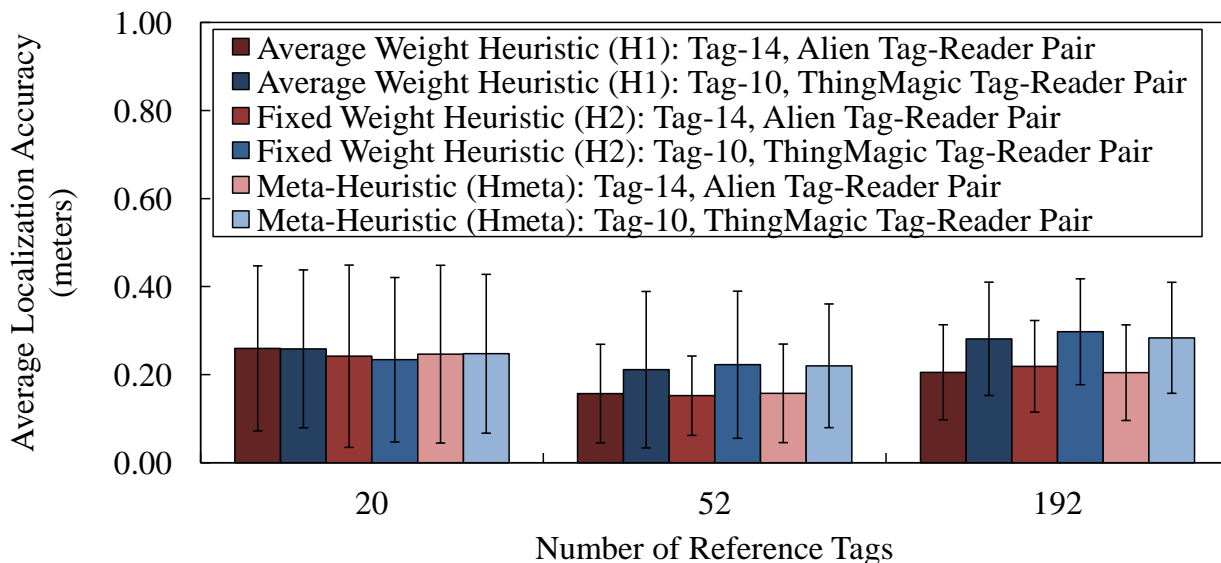 Average Localization Accuracy
(meters)
1.00
0.80
0.60
0.40
0.20
0.00
Average Weight Heuristic (H1): Tag-14, Alien Tag-Reader Pair
Average Weight Heuristic (H1): Tag-10, ThingMagic Tag-Reader Pair
Fixed Weight Heuristic (H2): Tag-14, Alien Tag-Reader Pair
Fixed Weight Heuristic (H2): Tag-10, ThingMagic Tag-Reader Pair
Meta-Heuristic (Hmeta): Tag-14, Alien Tag-Reader Pair
Meta-Heuristic (Hmeta): Tag-10, ThingMagic Tag-Reader Pair
20
52
192
Number of Reference Tags